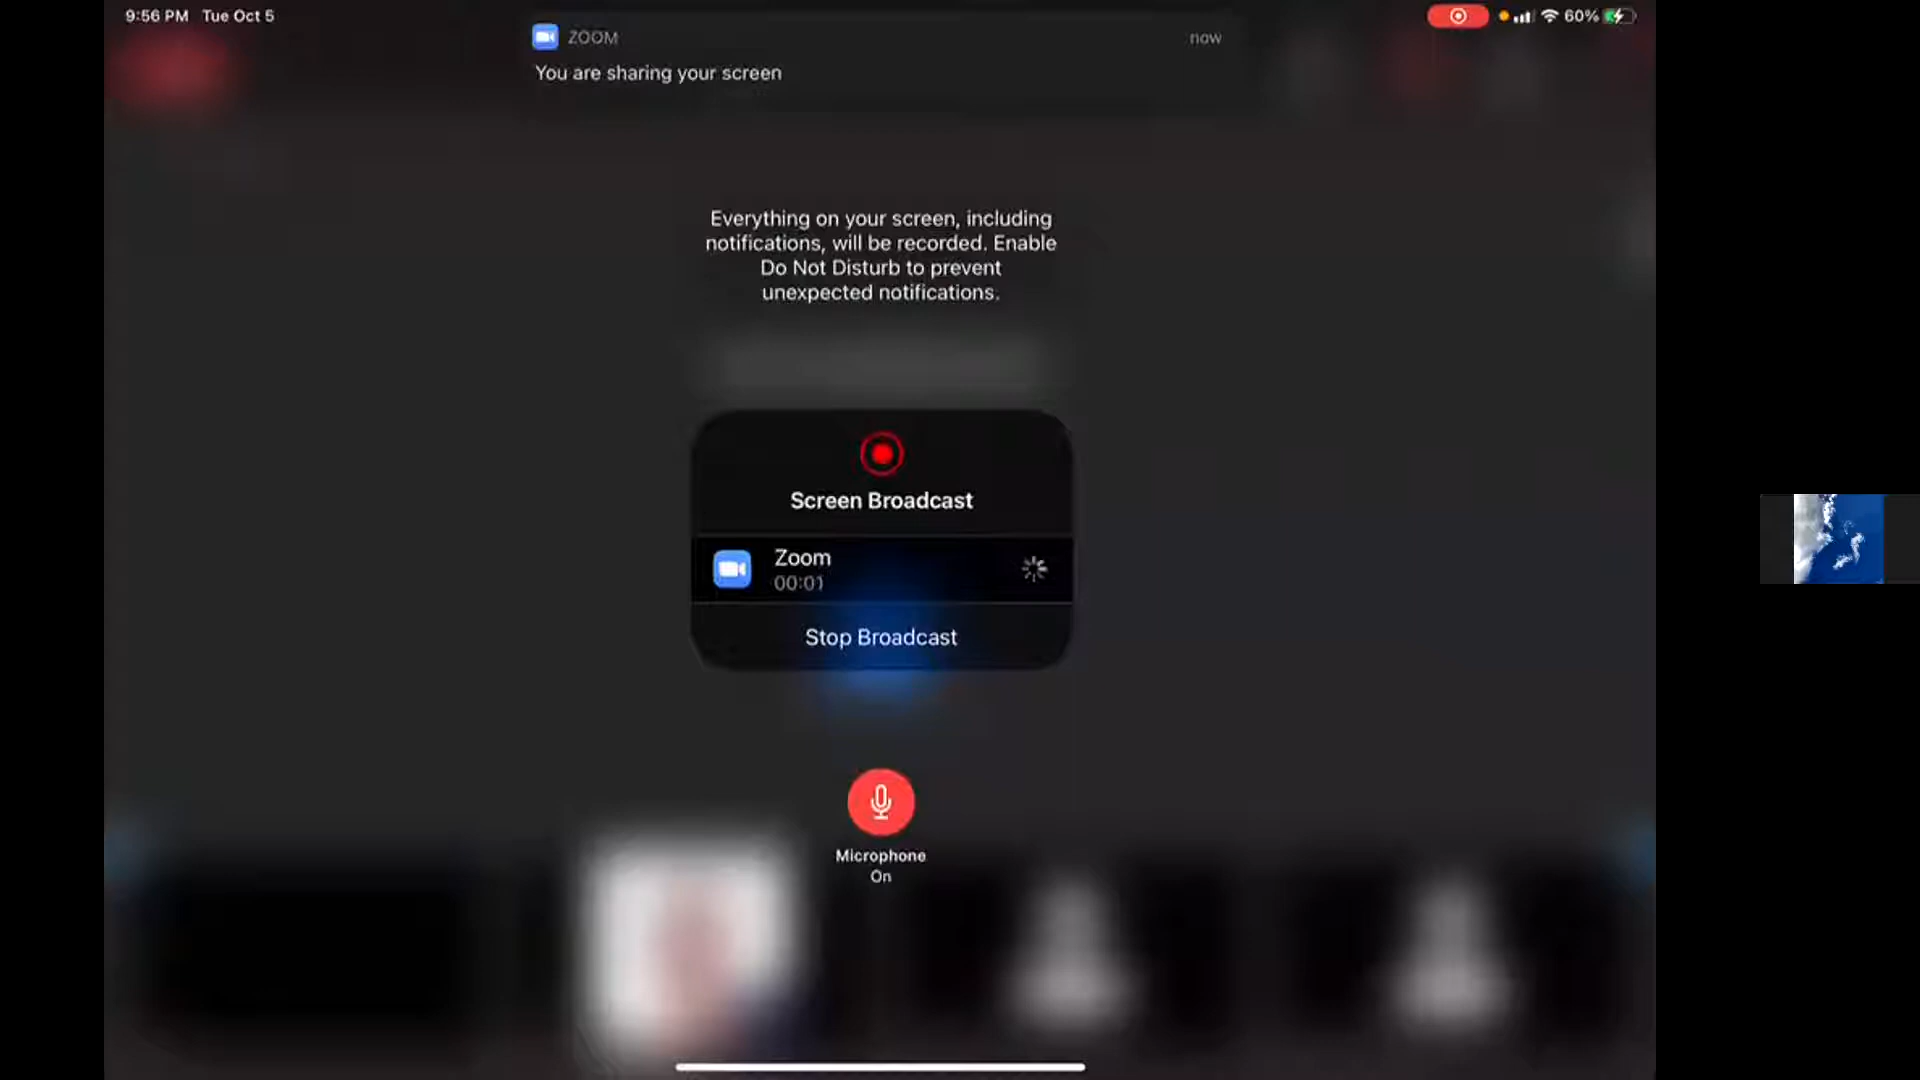 9:56 PM Tue Oct 5
60%
ZOOM
now
You are sharing your screen
Everything on your screen, including
notifications, will be recorded. Enable
Do Not Disturb to prevent
unexpected notifications.
Screen Broadcast
Zoom
00:01
Stop Broadcast
Microphone
On